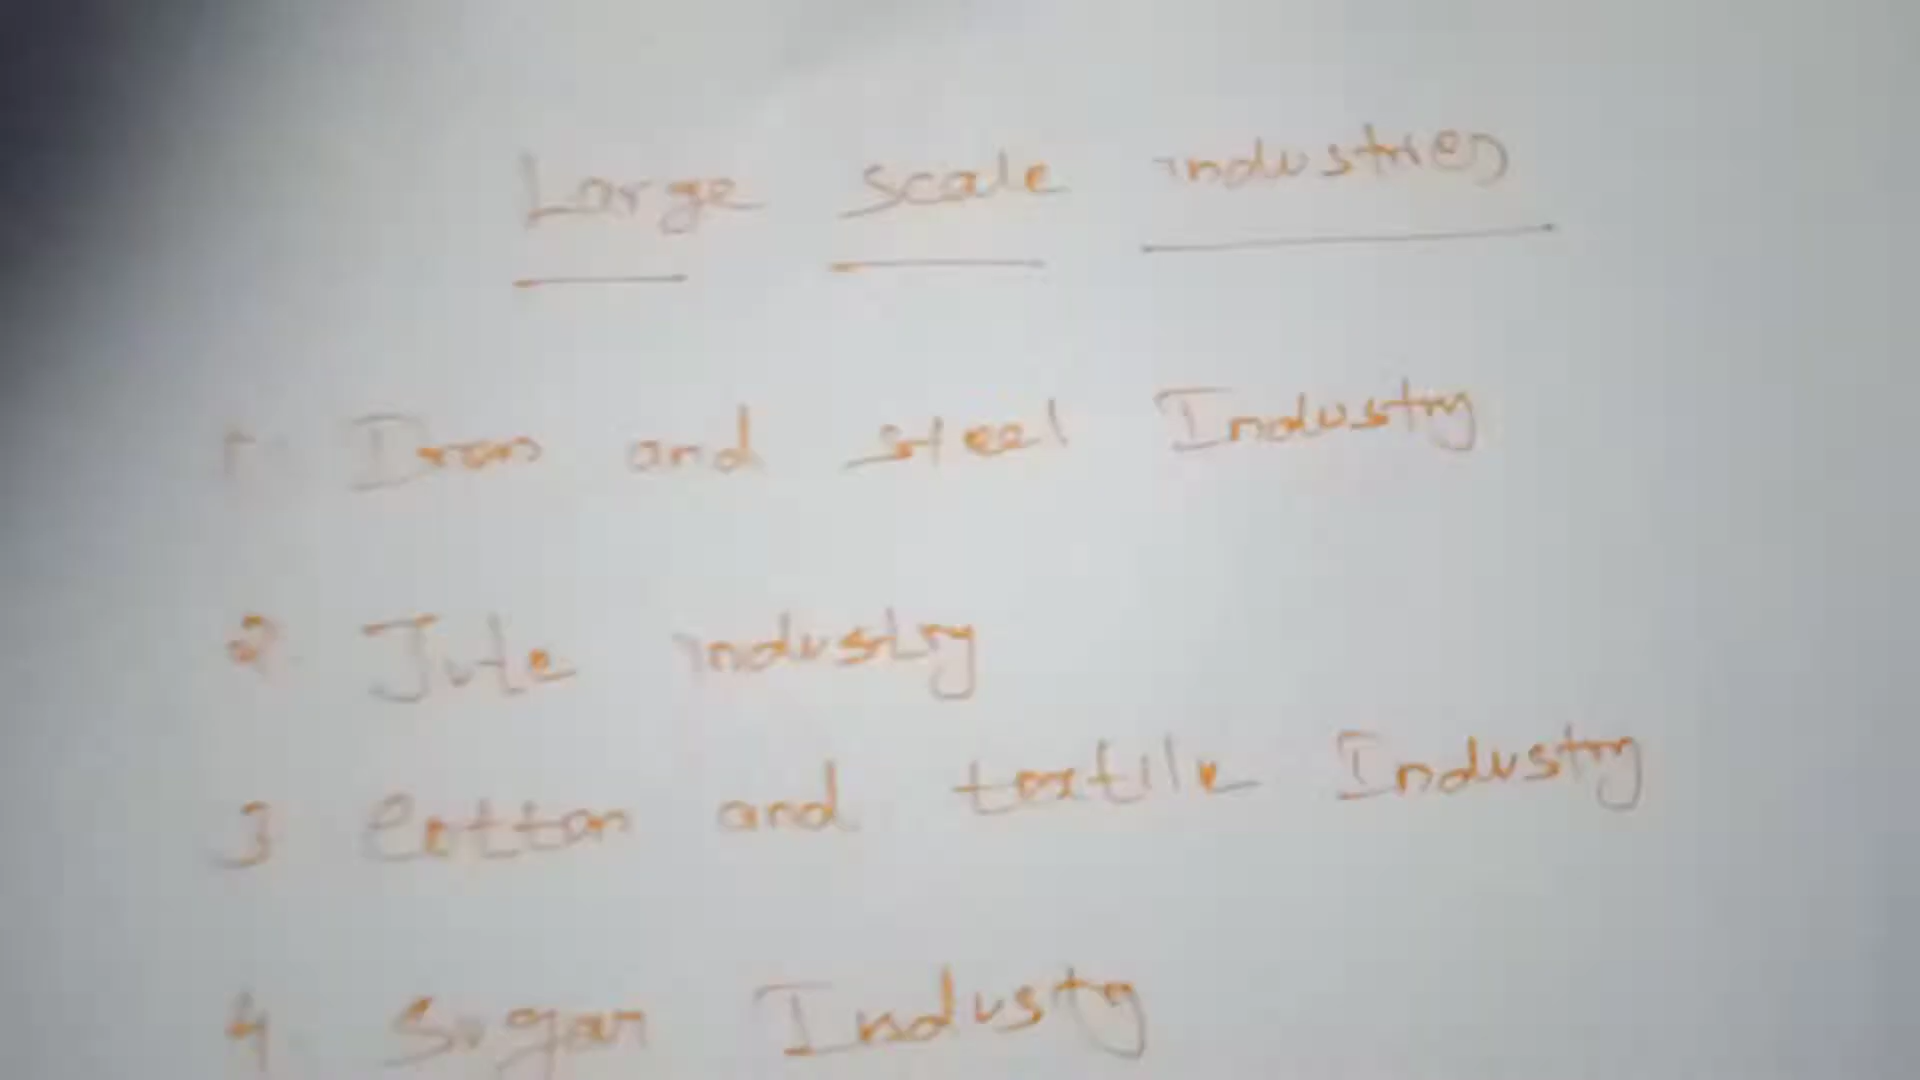 Large scale industries
1. Iron and steel Industry
2. Jute industry
3 Cotton and textile Industry
4. Sugar Industry